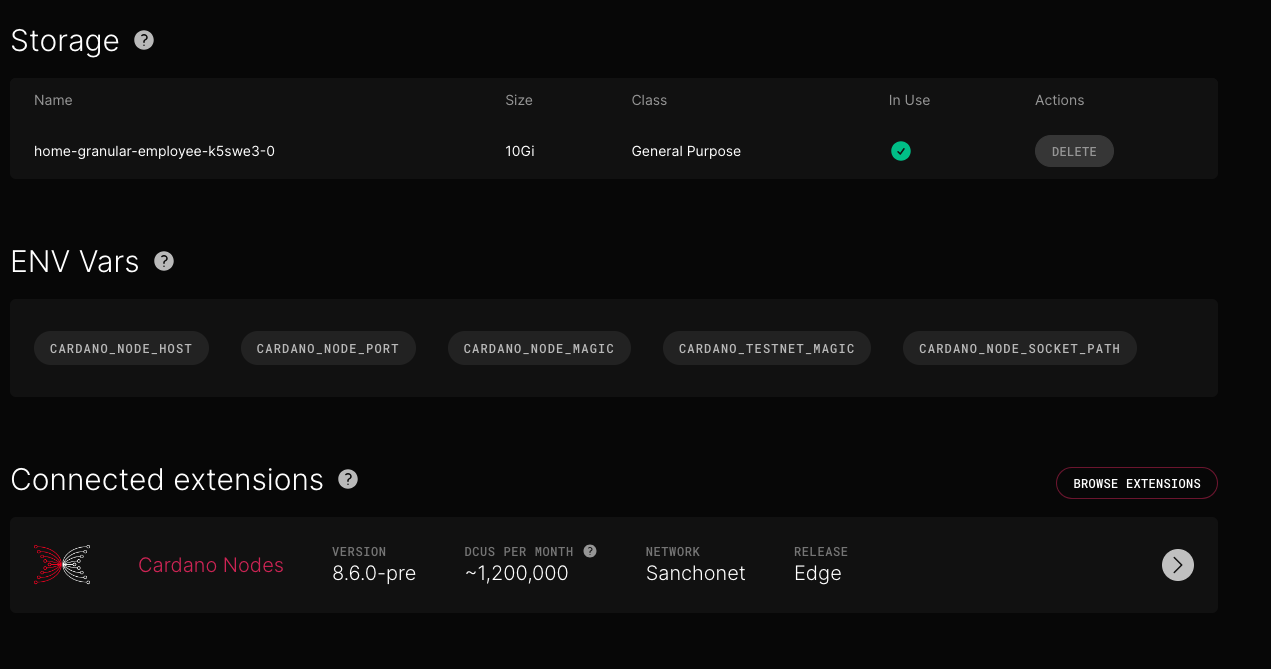 Storage ?
Name Size Class In Use Actions
home-granular-employee-k5swe3-0 10Gi General Purpose DELETE
ENV Vars ?
CARDANO_NODE_HOST CARDANO_NODE_PORT CARDANO_NODE_MAGIC CARDANO_TESTNET_MAGIC CARDANO_NODE_SOCKET_PATH
Connected extensions ? BROWSE EXTENSIONS
VERSION DCUS PER MONTH ? NETWORK RELEASE
Cardano Nodes 8.6.0-pre ~1,200,000 Sanchonet Edge